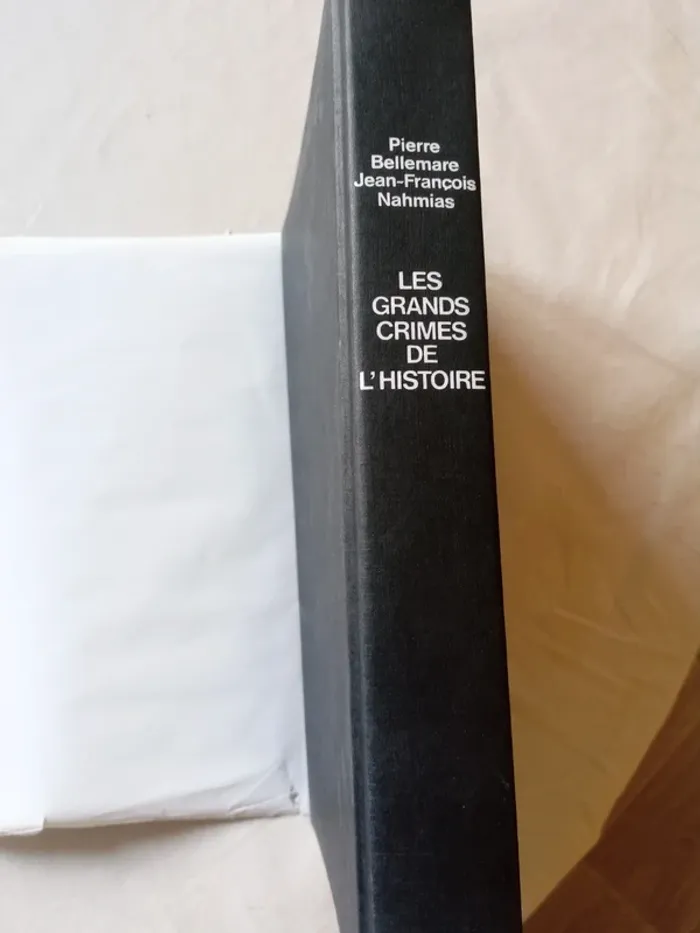 Pierre
Bellemare
Jean-François
Nahmias
LES
GRANDS
CRIMES
DE
L'HISTOIRE